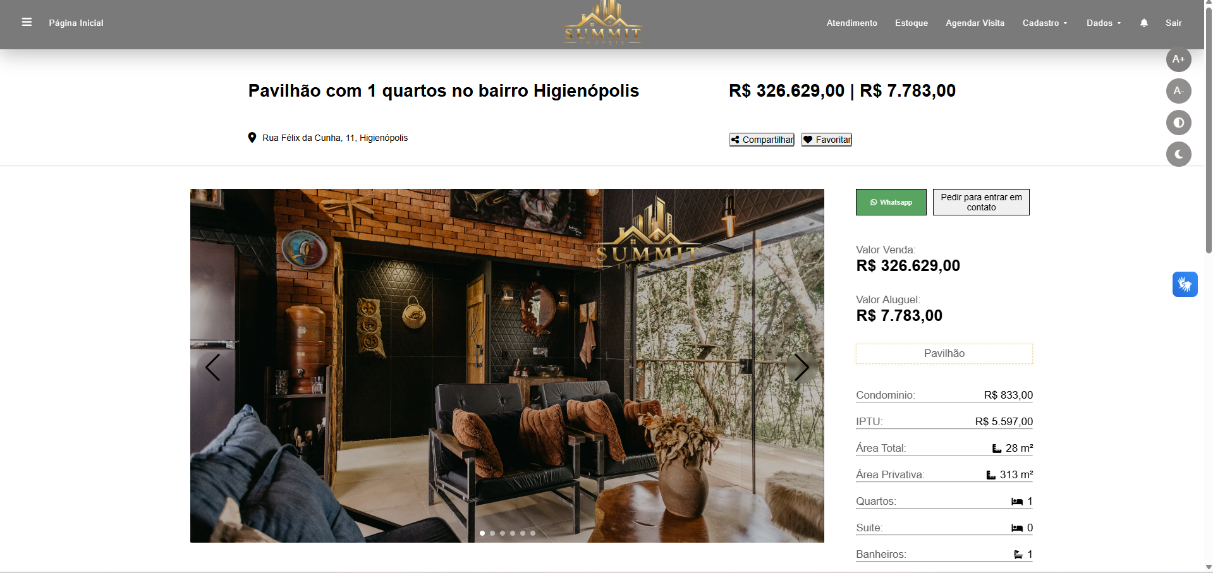 Página Inicial
SUMMIT
Atendimento
Estoque
Agendar Visita
Cadastro
Dados
Sair
A+
A-
Pavilhão com 1 quartos no bairro Higienópolis
R$ 326.629,00 | R$ 7.783,00
Rua Félix da Cunha, 11, Higienópolis
Compartilhar
Favoritar
SUMMIT
Whatsapp
Pedir para entrar em
contato
Valor Venda:
R$ 326.629,00
Valor Aluguel:
R$ 7.783,00
Pavilhão
Condominio: R$ 833,00
IPTU: R$ 5.597,00
Área Total: 28 m²
Área Privativa: 313 m²
Quartos: 1
Suite: 0
Banheiros: 1